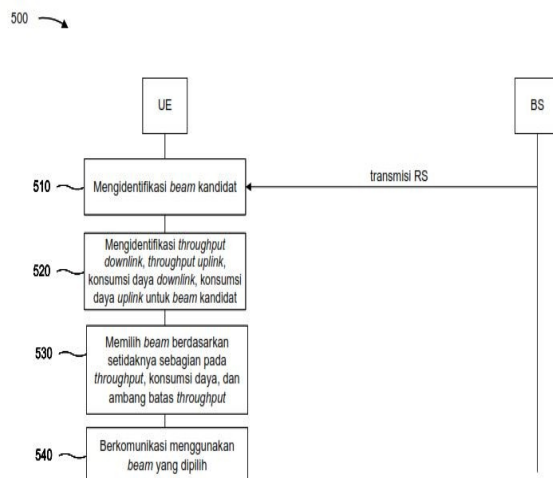 500
UE
BS
510
Mengidentifikasi beam kandidat
transmisi RS
520
Mengidentifikasi throughput
downlink, throughput uplink,
konsumsi daya downlink, konsumsi
daya uplink untuk beam kandidat
530
Memilih beam berdasarkan
setidaknya sebagian pada
throughput, konsumsi daya, dan
ambang batas throughput
540
Berkomunikasi menggunakan
beam yang dipilih